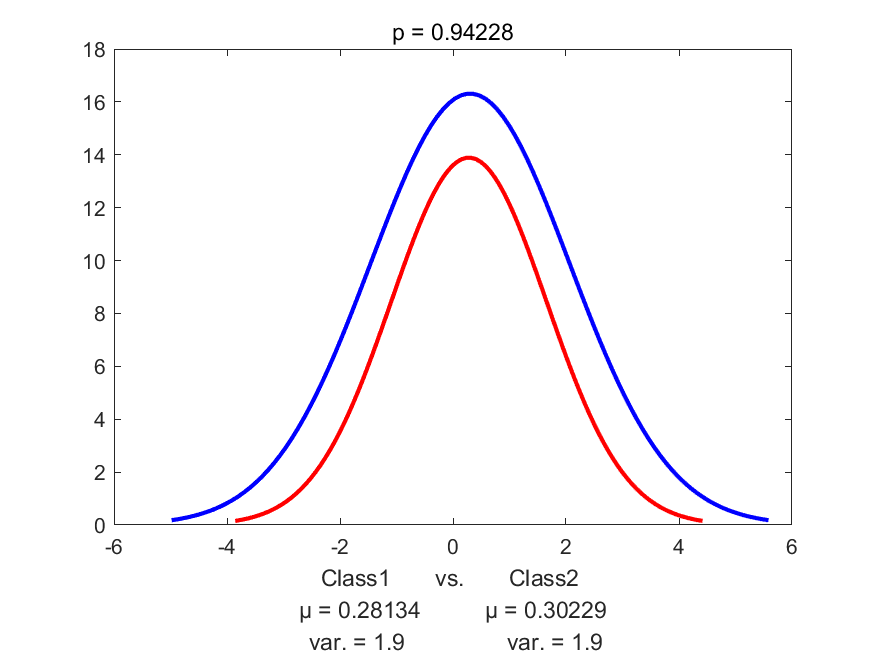 p = 0.94228
18
16
14
12
10
8
6
4
2
0
-6 -4 -2 0 2 4 6
Class1 vs. Class2
μ = 0.28134 μ = 0.30229
var. = 1.9 var. = 1.9